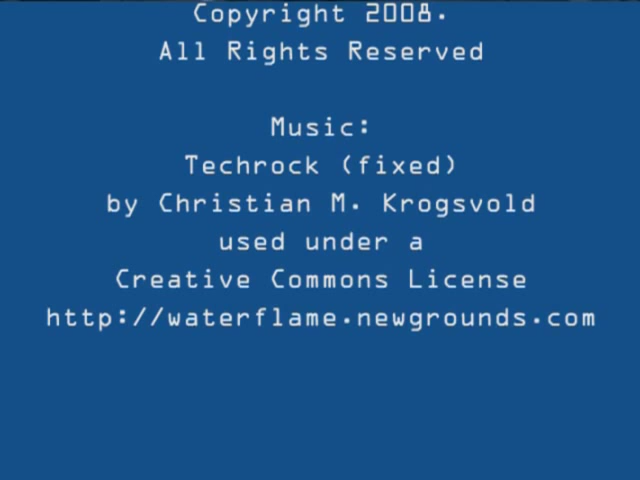 Copyright 2008.
All Rights Reserved
Music:
Techrock (fixed)
by Christian M. Krogsvold
used under a
Creative Commons License
http://waterflame.newgrounds.com